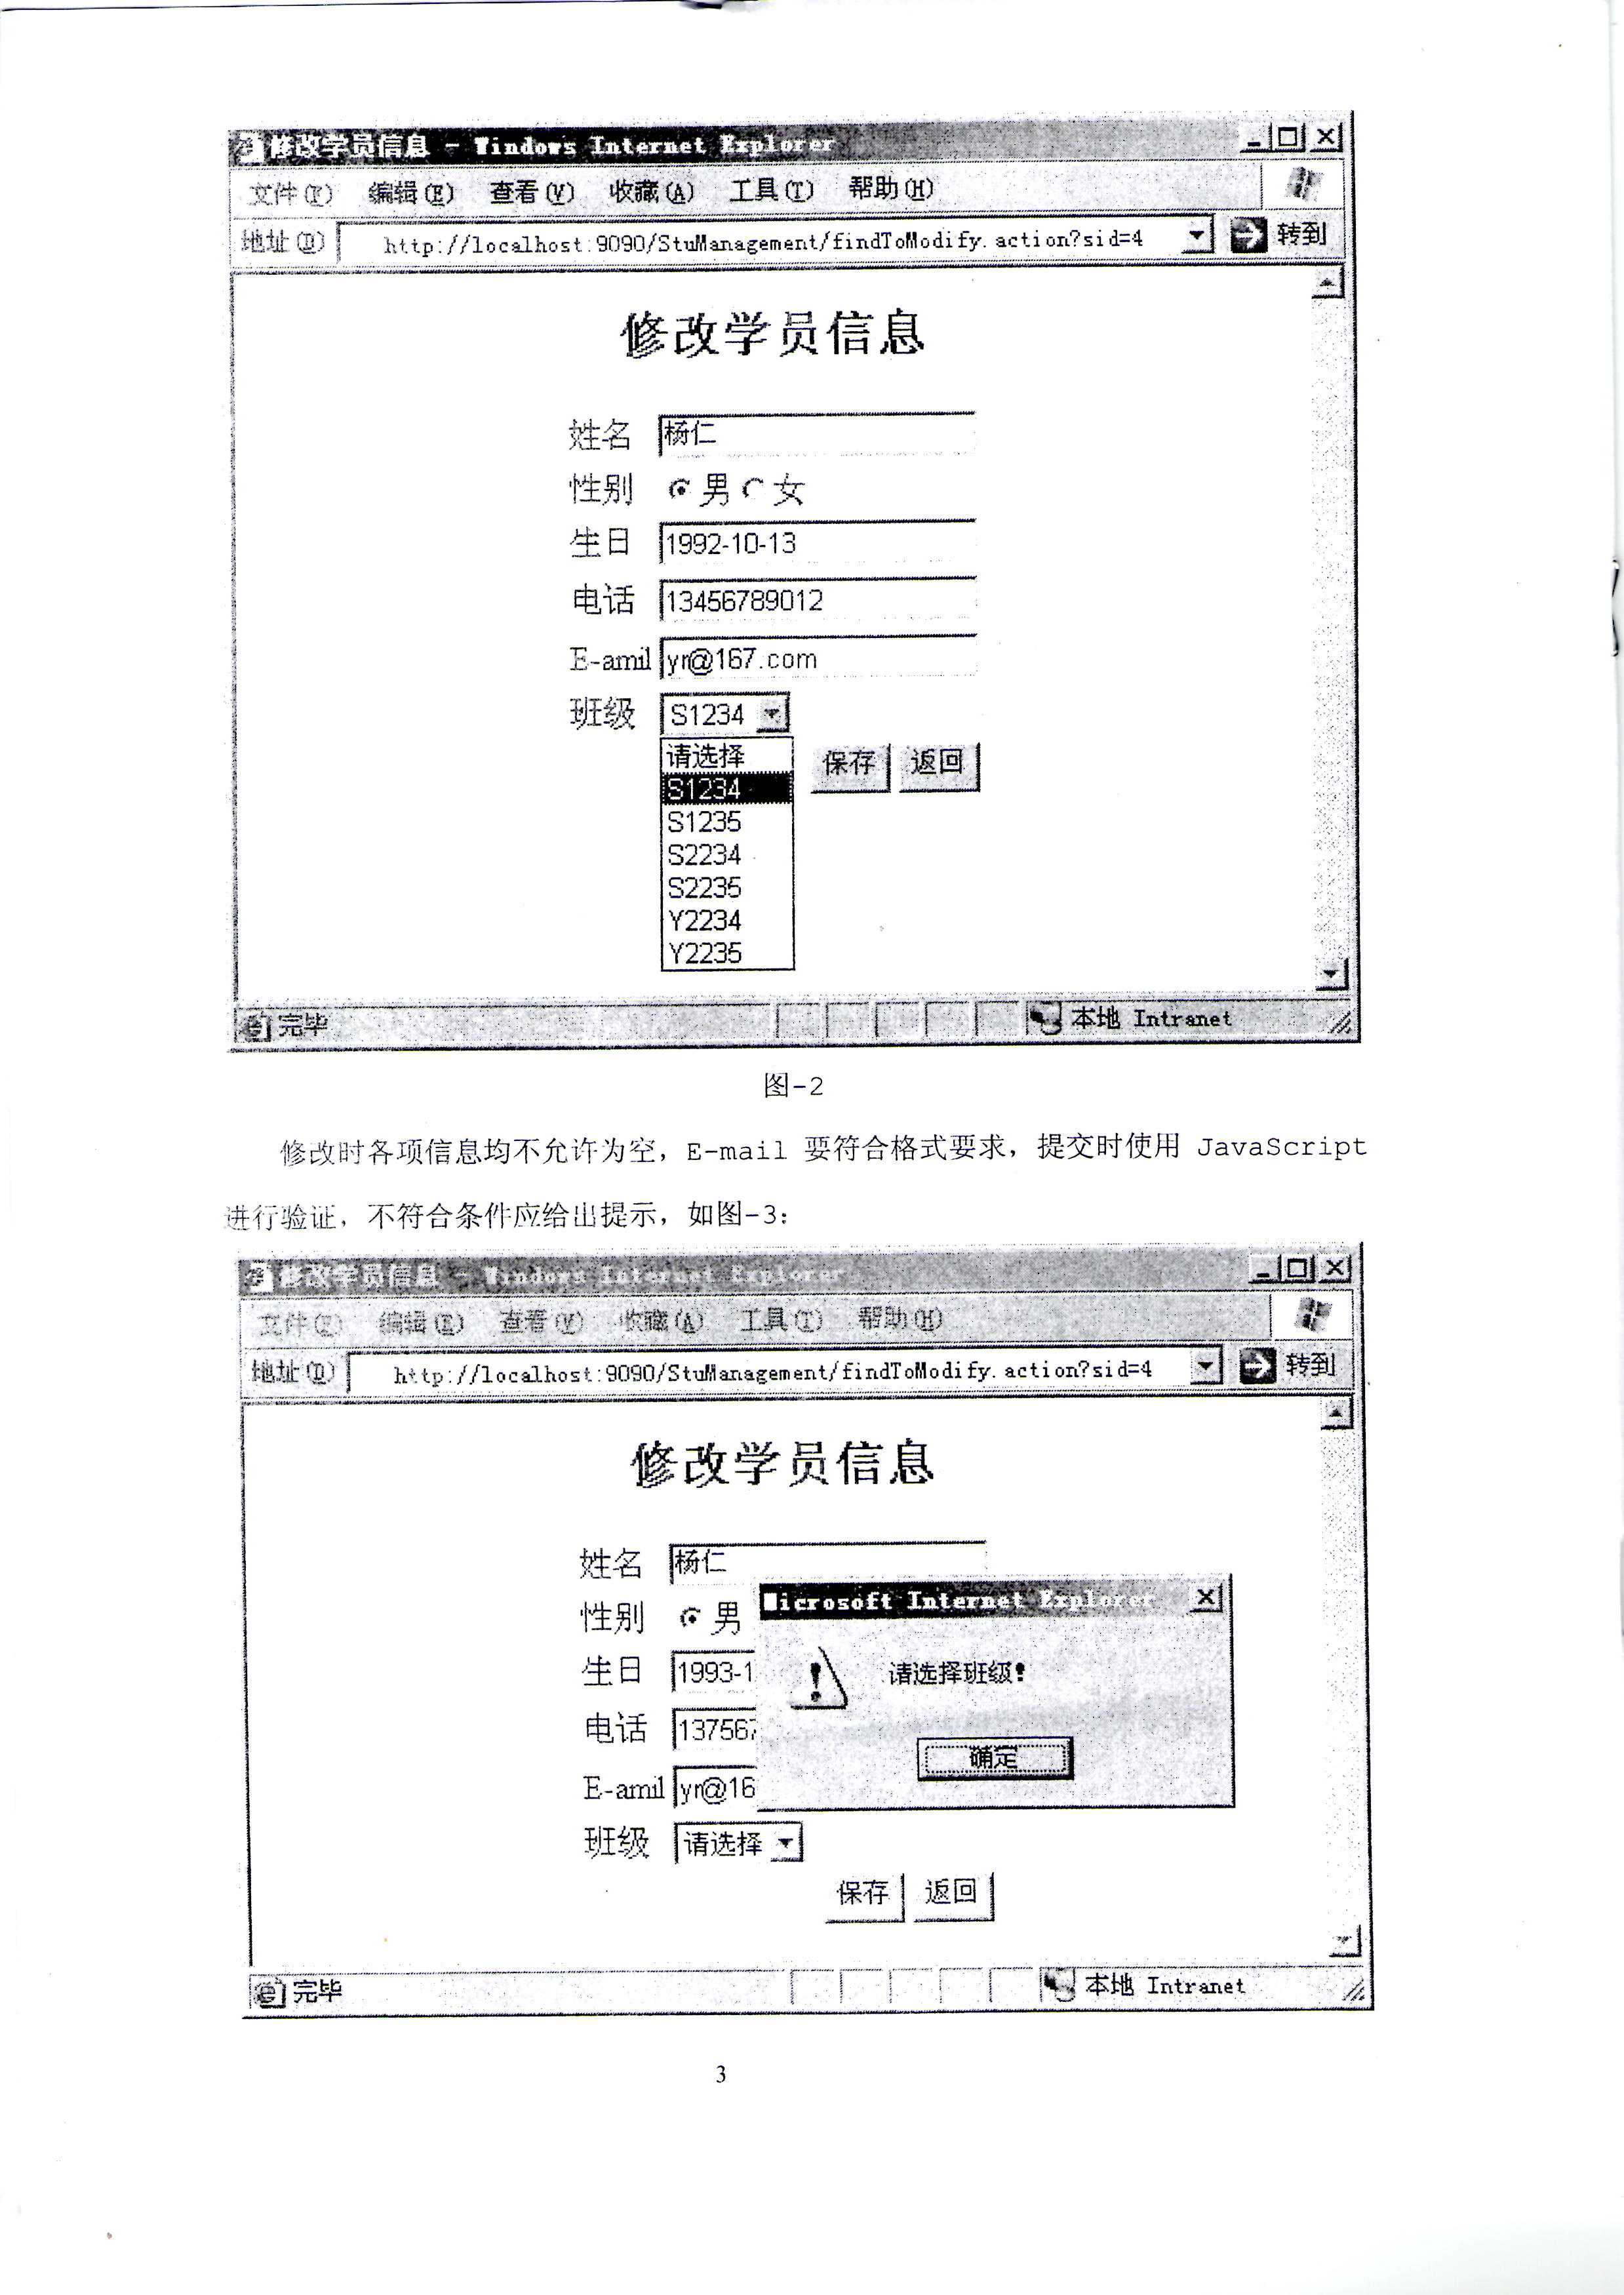 修改学员信息 - Windows Internet Explorer
文件(F) 编辑(E) 查看(V) 收藏(A) 工具(T) 帮助(H)
地址(D) http://localhost:9090/StuManagement/findToModify.action?sid=4 转到
修改学员信息
姓名 杨仁
性别 男 女
生日 1992-10-13
电话 13456789012
E-amil yr@167.com
班级 S1234
请选择 保存 返回
S1234
S1235
S2234
S2235
Y2234
Y2235
完毕 本地 Intranet
图-2
修改时各项信息均不允许为空，E-mail 要符合格式要求，提交时使用 JavaScript
进行验证，不符合条件应给出提示，如图-3：
修改学员信息 - Windows Internet Explorer
文件(F) 编辑(E) 查看(V) 收藏(A) 工具(T) 帮助(H)
地址(D) http://localhost:9090/StuManagement/findToModify.action?sid=4 转到
修改学员信息
姓名 杨仁
Microsoft Internet Explorer
性别 男
生日 1993-1
请选择班级!
电话 137567
确定
E-amil yr@16
班级 请选择
保存 返回
完毕 本地 Intranet
3